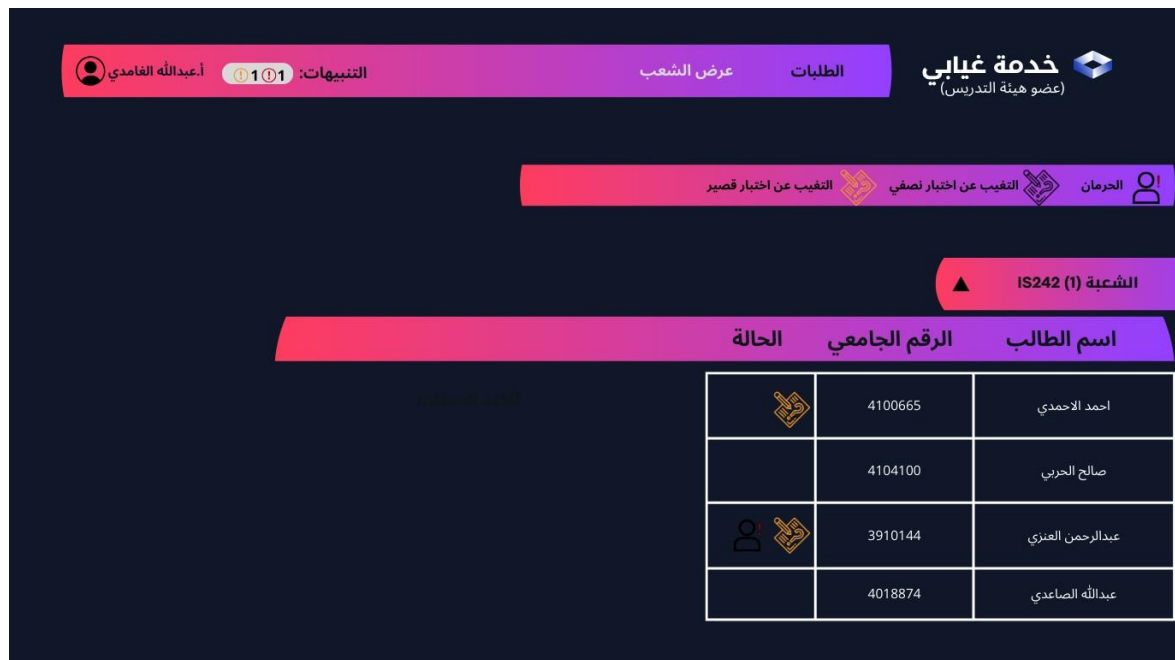 خدمة غيابي
(عضو هيئة التدريس)
الطلبات
عرض الشعب
التنبيهات: 1 1
أ.عبدالله الغامدي
الحرمان
التغيب عن اختبار نصفي
التغيب عن اختبار قصير
الشعبة (1) IS242
اسم الطالب الرقم الجامعي الحالة
احمد الاحمدي 4100665
صالح الحربي 4104100
عبدالرحمن العنزي 3910144
عبدالله الصاعدي 4018874